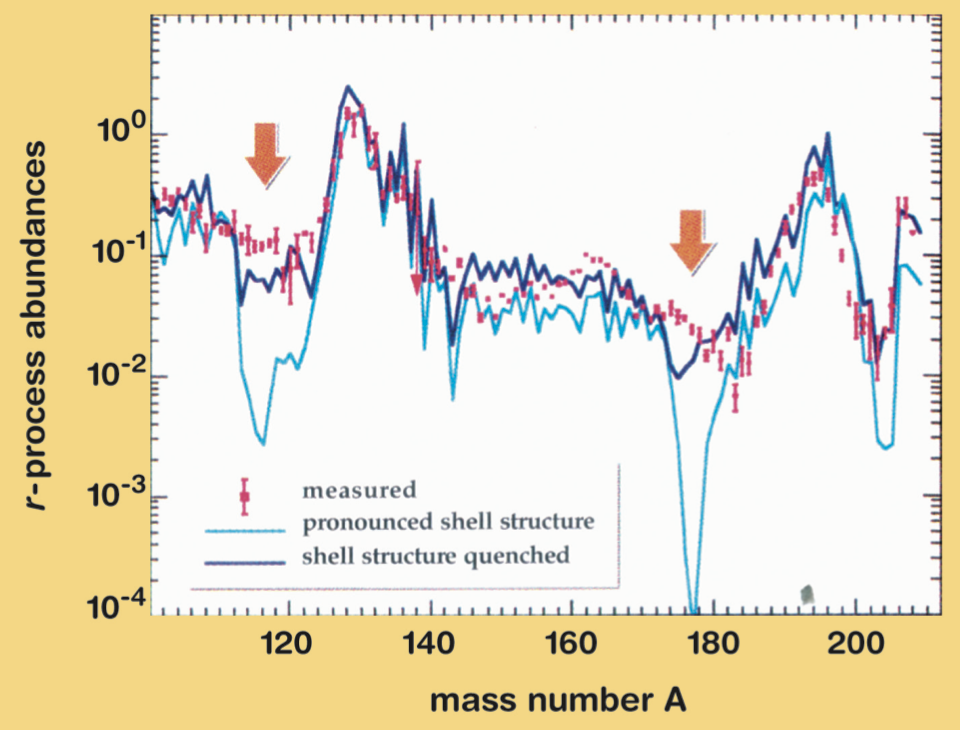 r-process abundances
10⁰
10⁻¹
10⁻²
10⁻³
10⁻⁴
measured
pronounced shell structure
shell structure quenched
120 140 160 180 200
mass number A